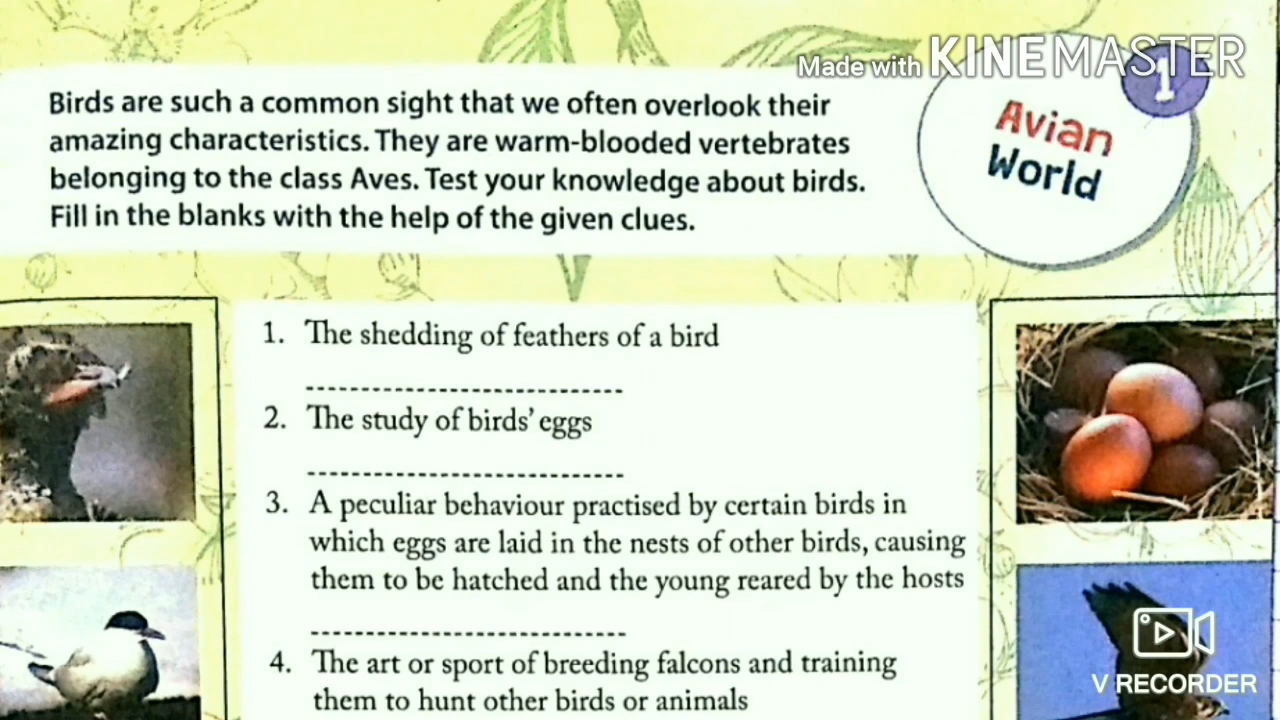 Made with KINEMASTER
1
Avian
World
Birds are such a common sight that we often overlook their
amazing characteristics. They are warm-blooded vertebrates
belonging to the class Aves. Test your knowledge about birds.
Fill in the blanks with the help of the given clues.
1. The shedding of feathers of a bird
2. The study of birds' eggs
3. A peculiar behaviour practised by certain birds in
which eggs are laid in the nests of other birds, causing
them to be hatched and the young reared by the hosts
4. The art or sport of breeding falcons and training
them to hunt other birds or animals
V RECORDER